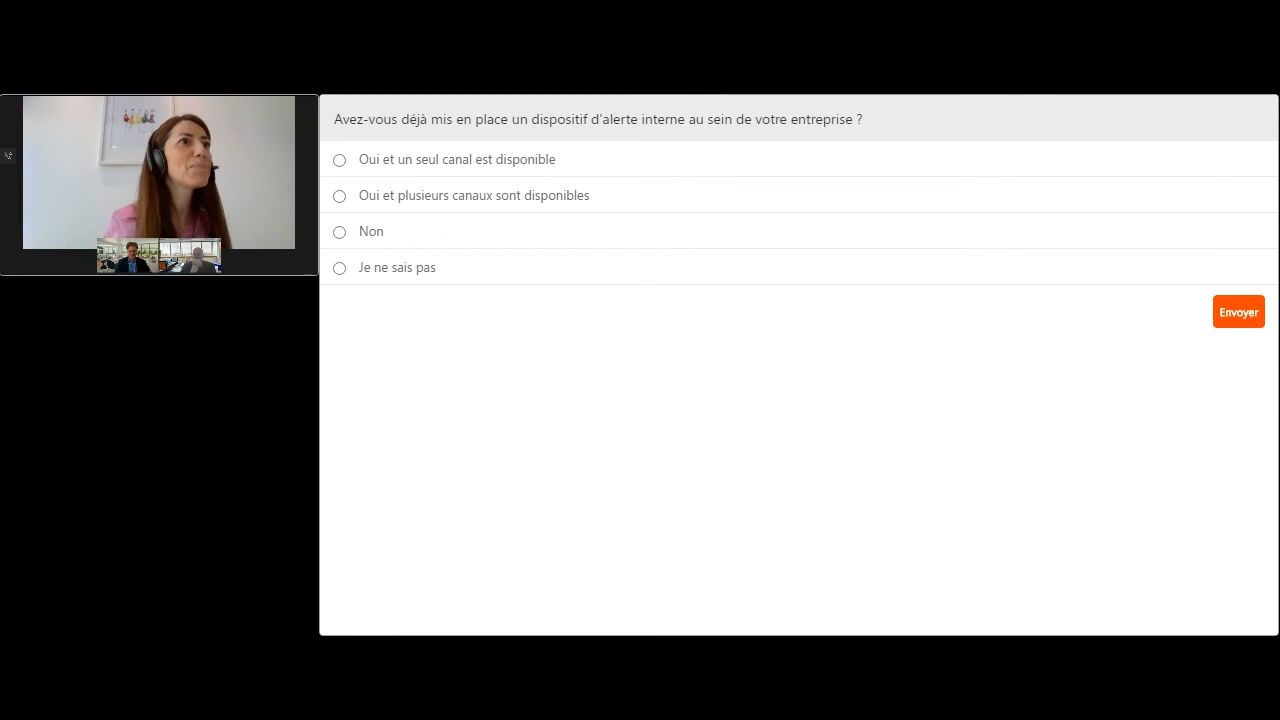 Avez-vous déjà mis en place un dispositif d'alerte interne au sein de votre entreprise ?
Oui et un seul canal est disponible
Oui et plusieurs canaux sont disponibles
Non
Je ne sais pas
Envoyer